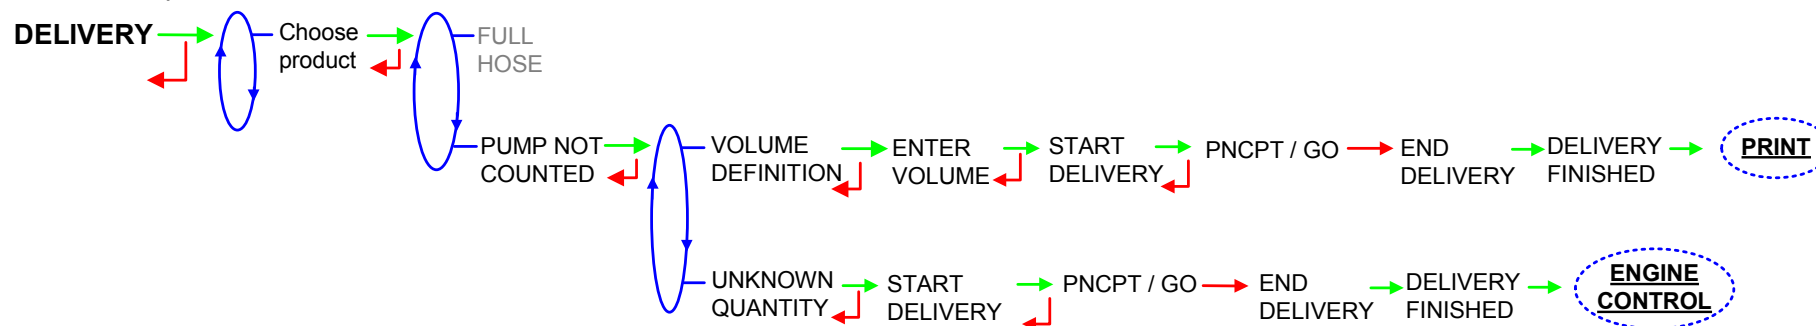 DELIVERY
Choose
product
FULL
HOSE
PUMP NOT
COUNTED
VOLUME
DEFINITION
ENTER
VOLUME
START
DELIVERY
PNCPT / GO
END
DELIVERY
DELIVERY
FINISHED
PRINT
UNKNOWN
QUANTITY
START
DELIVERY
PNCPT / GO
END
DELIVERY
DELIVERY
FINISHED
ENGINE
CONTROL